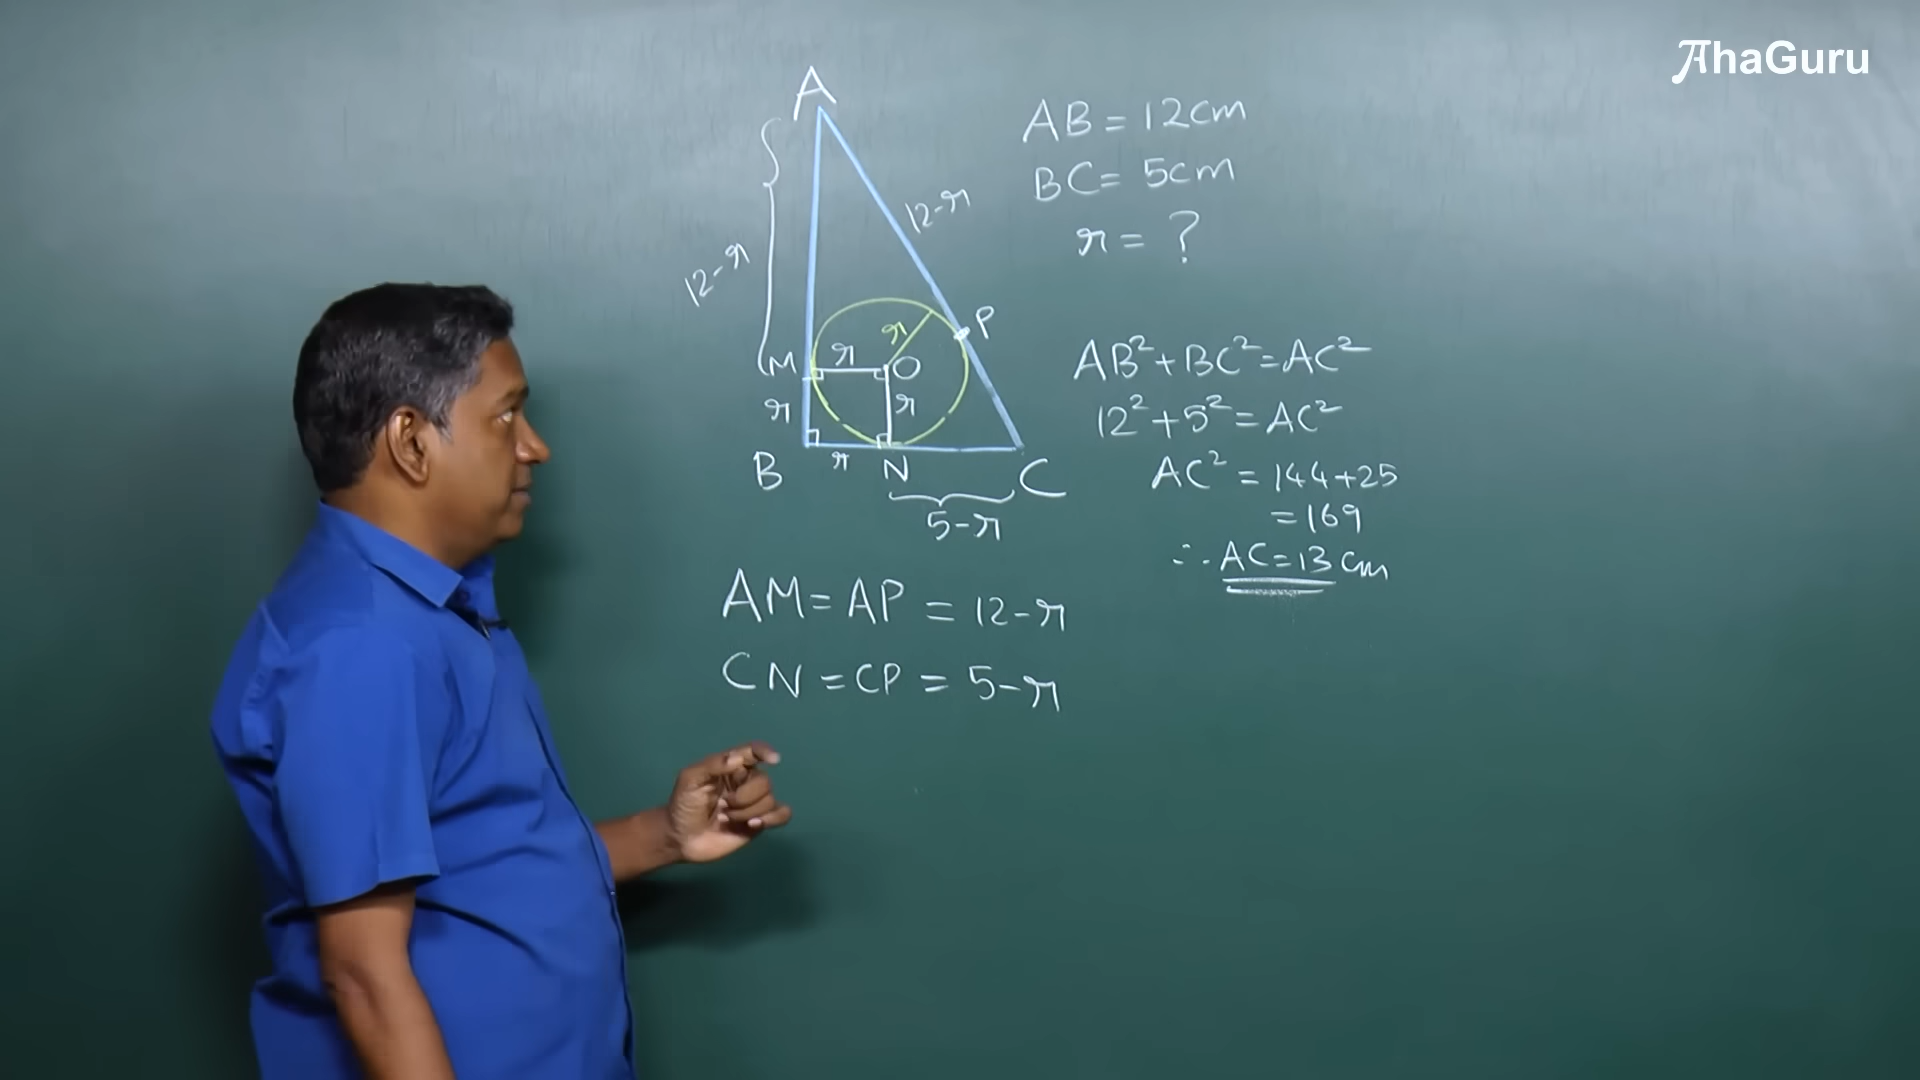 AhaGuru
A
AB = 12cm
BC = 5cm
r = ?
12-r
12-r
P
r
M r O
r r
B r N C
5-r
AB²+BC²=AC²
12²+5²=AC²
AC² = 144+25
= 169
∴ AC=13 cm
AM = AP = 12-r
CN = CP = 5-r